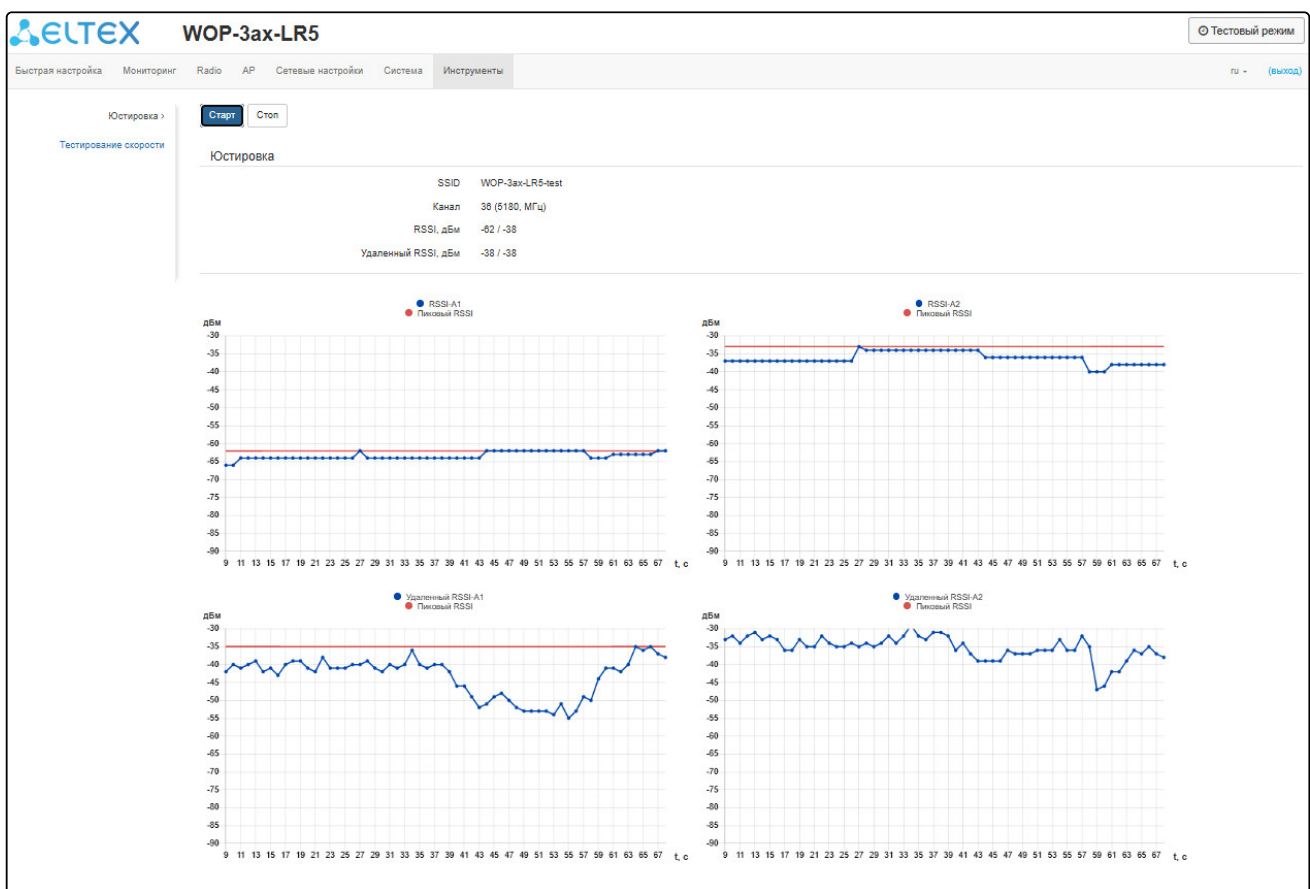 ELTEX WOP-3ax-LR5 Тестовый режим
Быстрая настройка Мониторинг Radio AP Сетевые настройки Система Инструменты ru (выход)
Юстировка › Старт Стоп
Тестирование скорости
Юстировка
SSID WOP-3ax-LR5-test
Канал 36 (5180, МГц)
RSSI, дБм -62 / -38
Удаленный RSSI, дБм -38 / -38
RSSI-A1
Пиковый RSSI
дБм
-30
-35
-40
-45
-50
-55
-60
-65
-70
-75
-80
-85
-90
9 11 13 15 17 19 21 23 25 27 29 31 33 35 37 39 41 43 45 47 49 51 53 55 57 59 61 63 65 67 t, c
RSSI-A2
Пиковый RSSI
дБм
-30
-35
-40
-45
-50
-55
-60
-65
-70
-75
-80
-85
-90
9 11 13 15 17 19 21 23 25 27 29 31 33 35 37 39 41 43 45 47 49 51 53 55 57 59 61 63 65 67 t, c
Удаленный RSSI-A1
Пиковый RSSI
дБм
-30
-35
-40
-45
-50
-55
-60
-65
-70
-75
-80
-85
-90
9 11 13 15 17 19 21 23 25 27 29 31 33 35 37 39 41 43 45 47 49 51 53 55 57 59 61 63 65 67 t, c
Удаленный RSSI-A2
Пиковый RSSI
дБм
-30
-35
-40
-45
-50
-55
-60
-65
-70
-75
-80
-85
-90
9 11 13 15 17 19 21 23 25 27 29 31 33 35 37 39 41 43 45 47 49 51 53 55 57 59 61 63 65 67 t, c